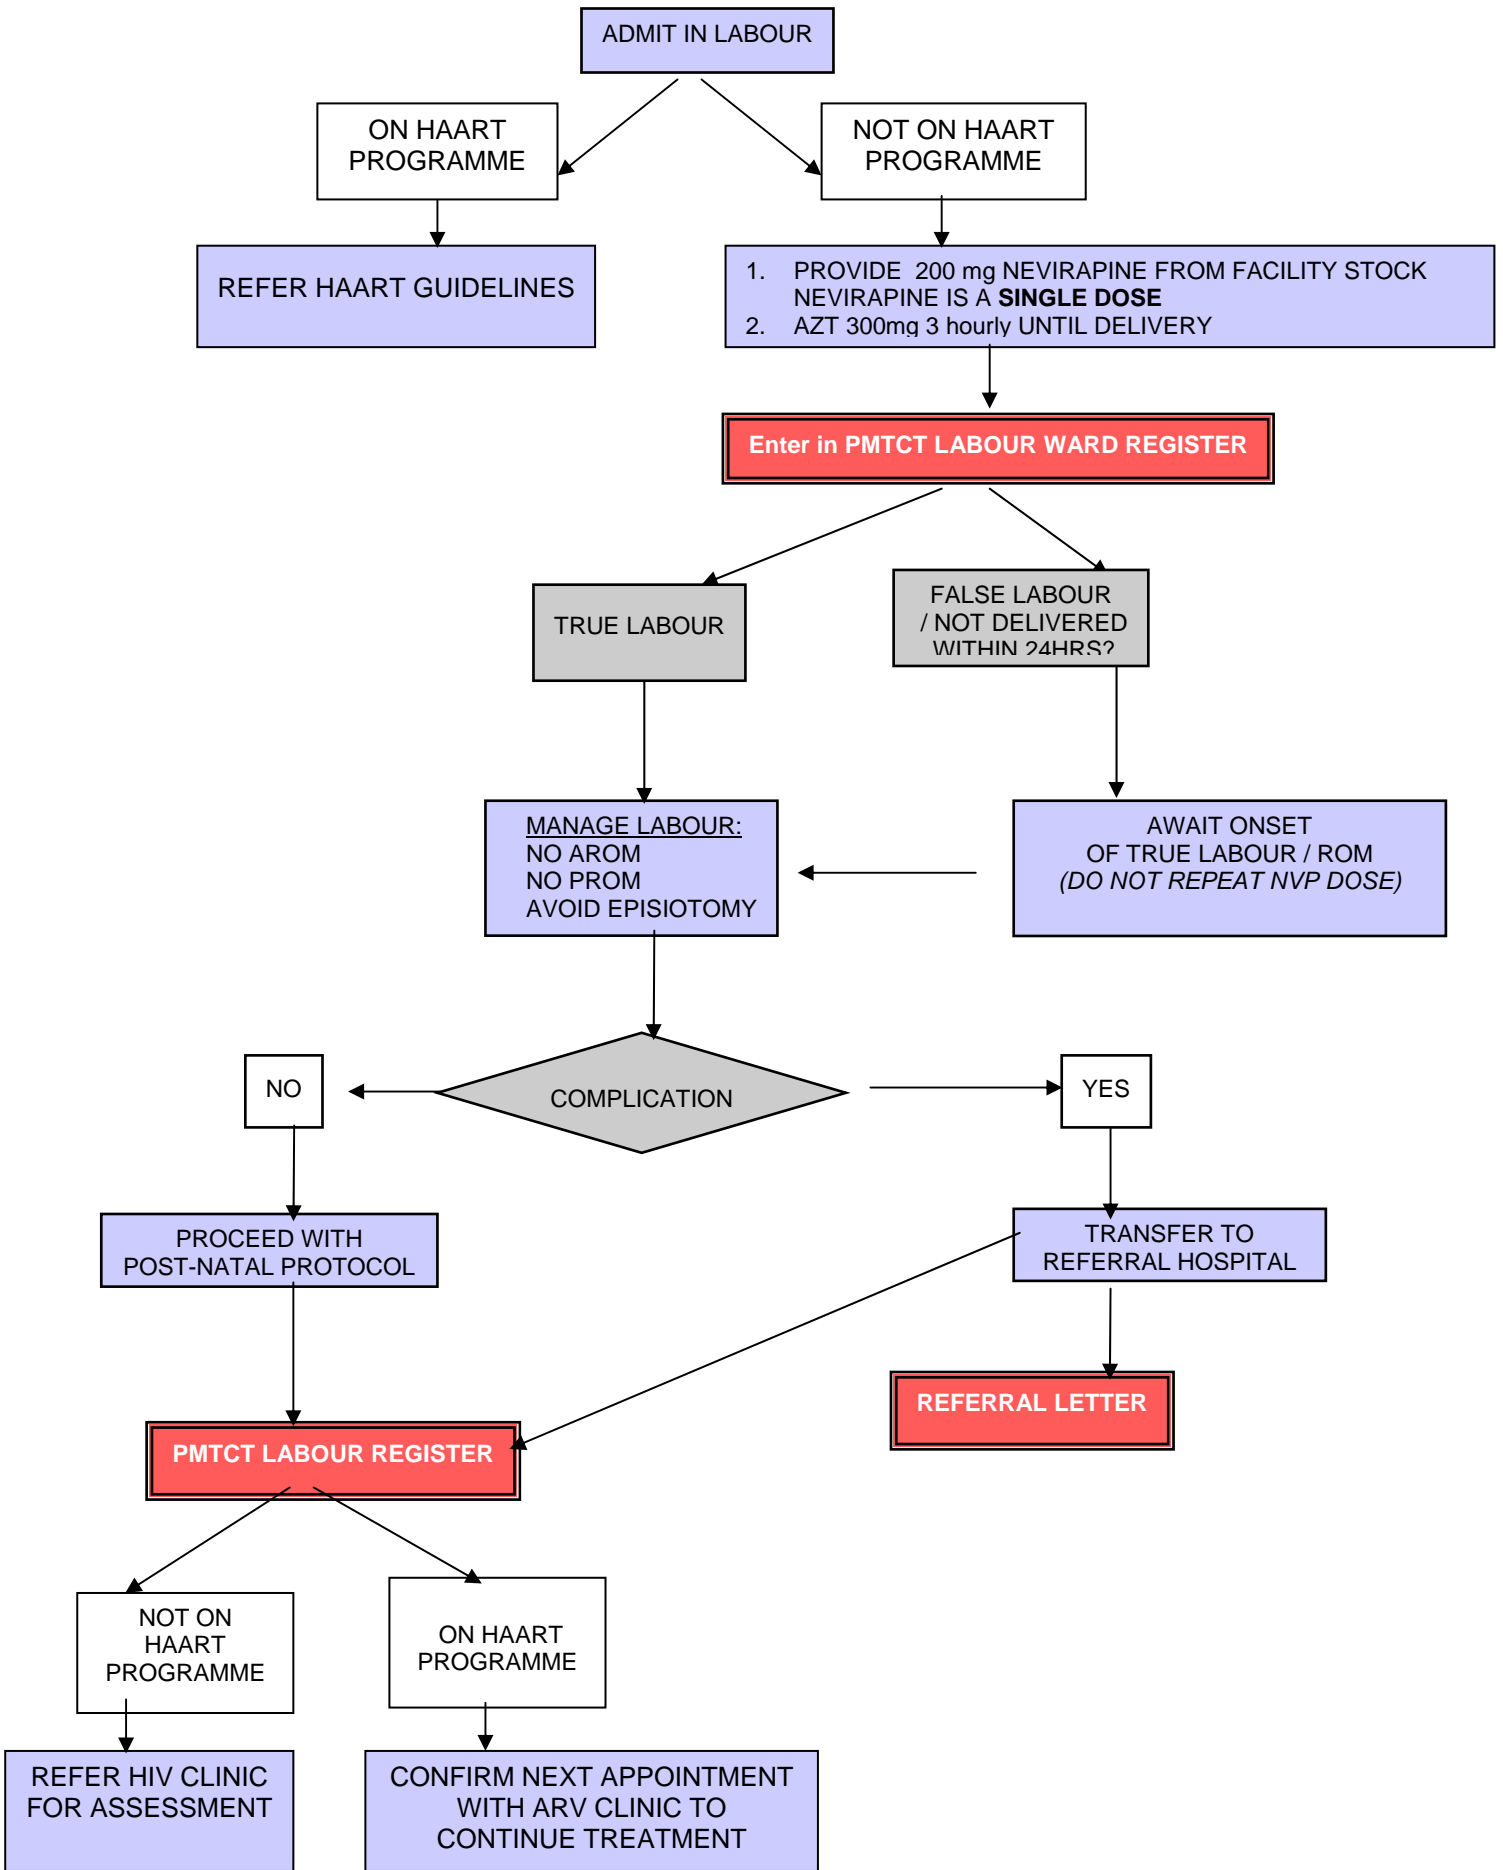 ADMIT IN LABOUR
ON HAART
PROGRAMME
NOT ON HAART
PROGRAMME
REFER HAART GUIDELINES
1. PROVIDE 200 mg NEVIRAPINE FROM FACILITY STOCK
NEVIRAPINE IS A SINGLE DOSE
2. AZT 300mg 3 hourly UNTIL DELIVERY
Enter in PMTCT LABOUR WARD REGISTER
TRUE LABOUR
FALSE LABOUR
/ NOT DELIVERED
WITHIN 24HRS?
MANAGE LABOUR:
NO AROM
NO PROM
AVOID EPISIOTOMY
AWAIT ONSET
OF TRUE LABOUR / ROM
(DO NOT REPEAT NVP DOSE)
NO
COMPLICATION
YES
PROCEED WITH
POST-NATAL PROTOCOL
TRANSFER TO
REFERRAL HOSPITAL
REFERRAL LETTER
PMTCT LABOUR REGISTER
NOT ON
HAART
PROGRAMME
ON HAART
PROGRAMME
REFER HIV CLINIC
FOR ASSESSMENT
CONFIRM NEXT APPOINTMENT
WITH ARV CLINIC TO
CONTINUE TREATMENT